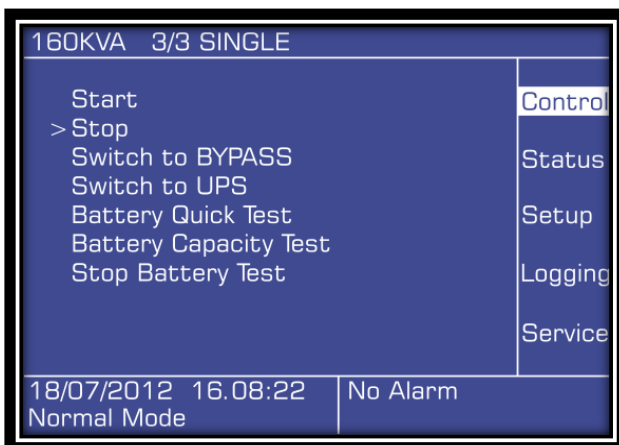 160KVA 3/3 SINGLE
Start
>Stop
Switch to BYPASS
Switch to UPS
Battery Quick Test
Battery Capacity Test
Stop Battery Test
Control
Status
Setup
Logging
Service
18/07/2012 16.08:22
Normal Mode
No Alarm